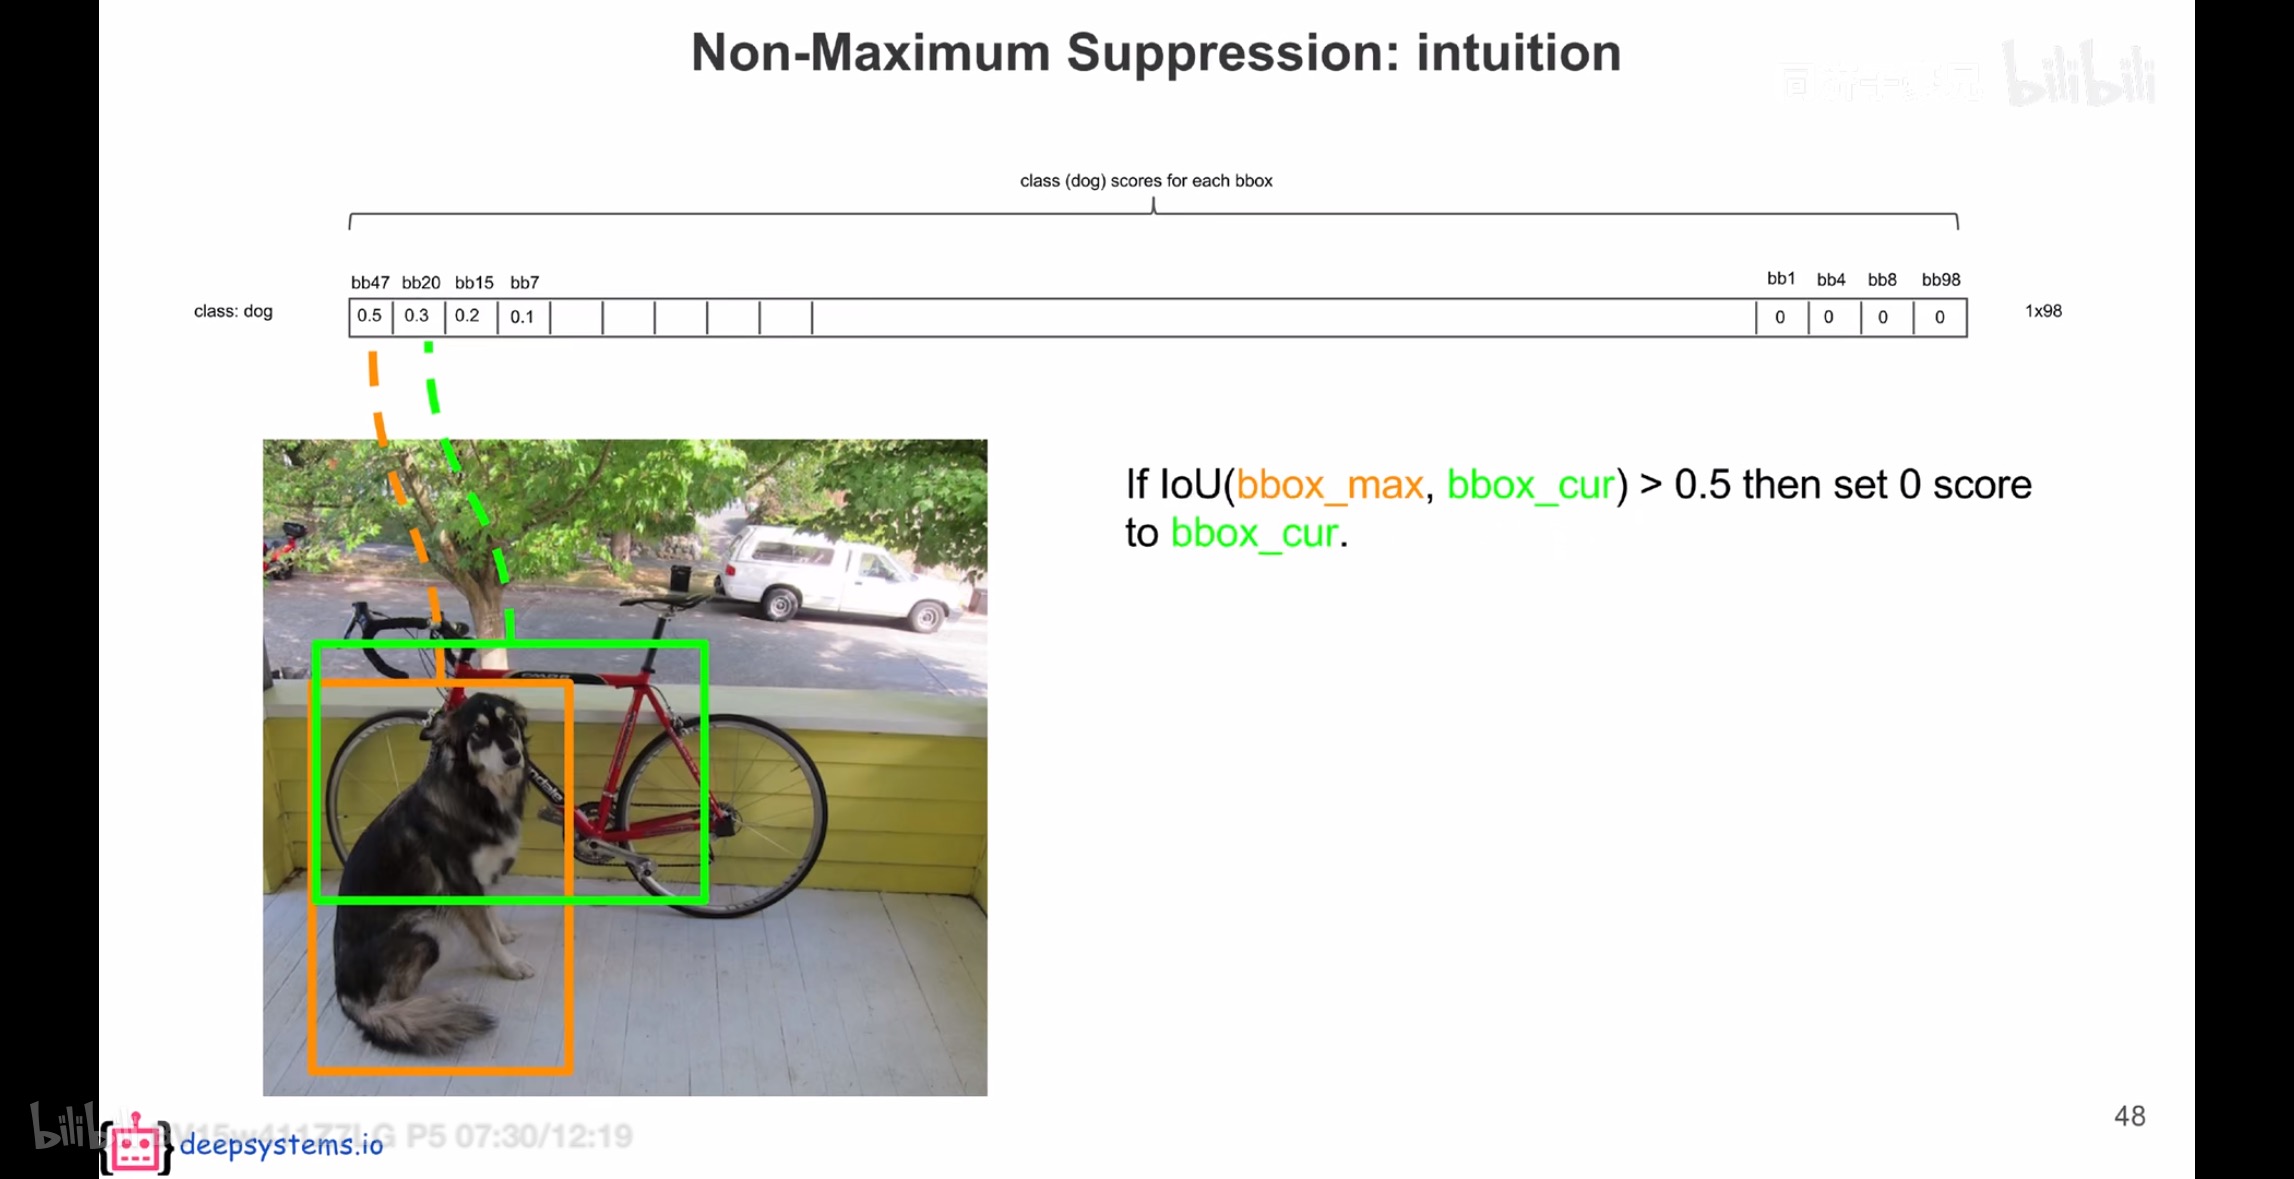 Non-Maximum Suppression: intuition
bilibili
class (dog) scores for each bbox
bb47 bb20 bb15 bb7 bb1 bb4 bb8 bb98
class: dog 0.5 0.3 0.2 0.1 0 0 0 0 1x98
If IoU(bbox_max, bbox_cur) > 0.5 then set 0 score
to bbox_cur.
48
deepsystems.io
P5 07:30/12:19